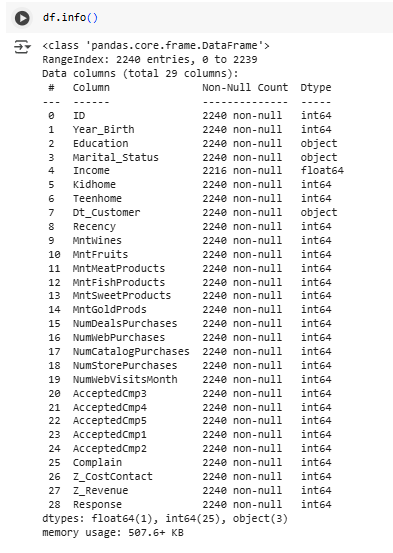 df.info()
<class 'pandas.core.frame.DataFrame'>
RangeIndex: 2240 entries, 0 to 2239
Data columns (total 29 columns):
 #   Column               Non-Null Count  Dtype
---  ------               --------------  -----
 0   ID                   2240 non-null   int64
 1   Year_Birth           2240 non-null   int64
 2   Education            2240 non-null   object
 3   Marital_Status       2240 non-null   object
 4   Income               2216 non-null   float64
 5   Kidhome              2240 non-null   int64
 6   Teenhome             2240 non-null   int64
 7   Dt_Customer          2240 non-null   object
 8   Recency              2240 non-null   int64
 9   MntWines             2240 non-null   int64
 10  MntFruits            2240 non-null   int64
 11  MntMeatProducts      2240 non-null   int64
 12  MntFishProducts      2240 non-null   int64
 13  MntSweetProducts     2240 non-null   int64
 14  MntGoldProds         2240 non-null   int64
 15  NumDealsPurchases    2240 non-null   int64
 16  NumWebPurchases      2240 non-null   int64
 17  NumCatalogPurchases  2240 non-null   int64
 18  NumStorePurchases    2240 non-null   int64
 19  NumWebVisitsMonth    2240 non-null   int64
 20  AcceptedCmp3         2240 non-null   int64
 21  AcceptedCmp4         2240 non-null   int64
 22  AcceptedCmp5         2240 non-null   int64
 23  AcceptedCmp1         2240 non-null   int64
 24  AcceptedCmp2         2240 non-null   int64
 25  Complain             2240 non-null   int64
 26  Z_CostContact        2240 non-null   int64
 27  Z_Revenue            2240 non-null   int64
 28  Response             2240 non-null   int64
dtypes: float64(1), int64(25), object(3)
memory usage: 507.6+ KB